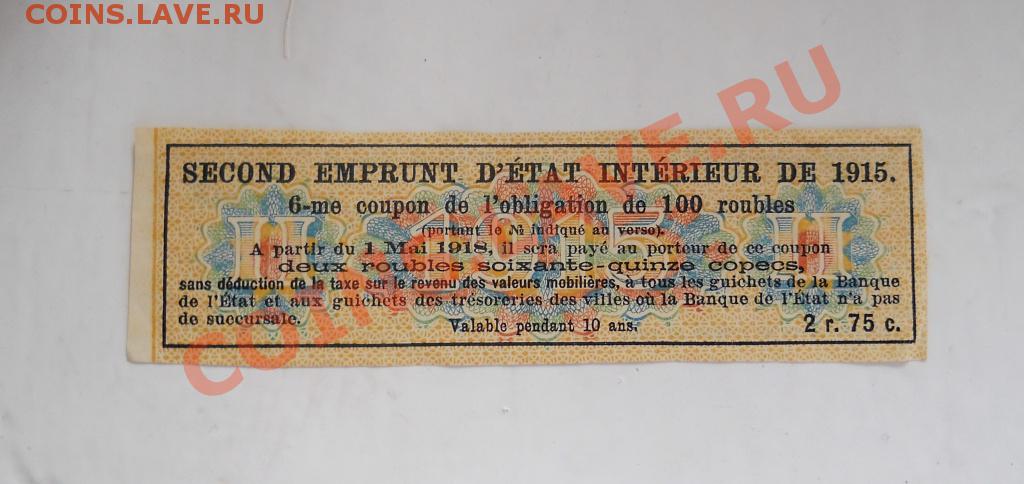 COINS.LAVE.RU
SECOND EMPRUNT D'ÉTAT INTÉRIEUR DE 1915.
6-me coupon de l'obligation de 100 roubles
(portant le № indiqué au verso).
A partir du 1 Mai 1918, il sera payé au porteur de ce coupon
deux roubles soixante-quinze copecs,
sans déduction de la taxe sur le revenu des valeurs mobilières, à tous les guichets de la Banque
de l'État et aux guichets des trésoreries des villes où la Banque de l'État n'a pas
de succursale.
Valable pendant 10 ans.
2 r. 75 c.
COINS.LAVE.RU